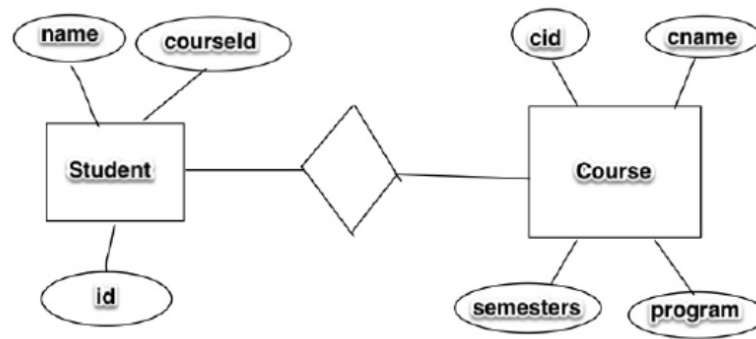 name
courseId
cid
cname
Student
Course
id
semesters
program